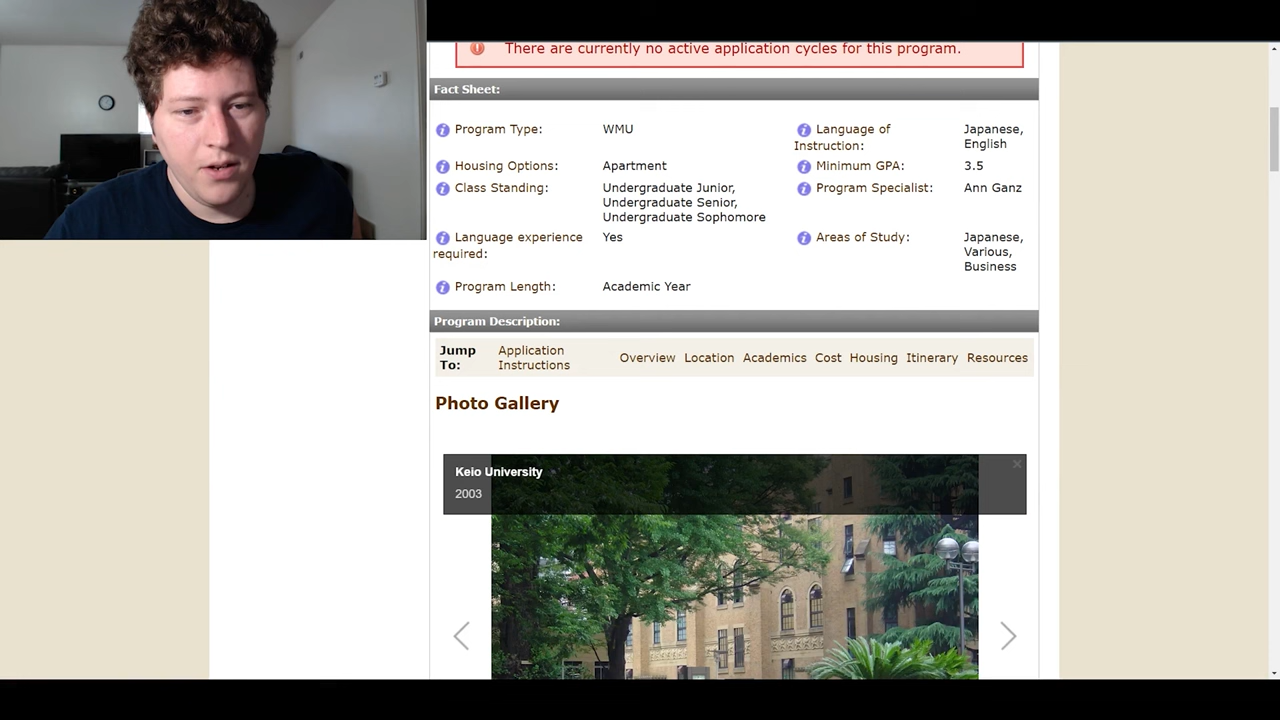 There are currently no active application cycles for this program.
Fact Sheet:
Program Type:
WMU
Language of
Instruction:
Japanese,
English
Housing Options:
Apartment
Minimum GPA:
3.5
Class Standing:
Undergraduate Junior,
Undergraduate Senior,
Undergraduate Sophomore
Program Specialist:
Ann Ganz
Language experience
required:
Yes
Areas of Study:
Japanese,
Various,
Business
Program Length:
Academic Year
Program Description:
Jump
To:
Application
Instructions
Overview
Location
Academics
Cost
Housing
Itinerary
Resources
Photo Gallery
Keio University
2003